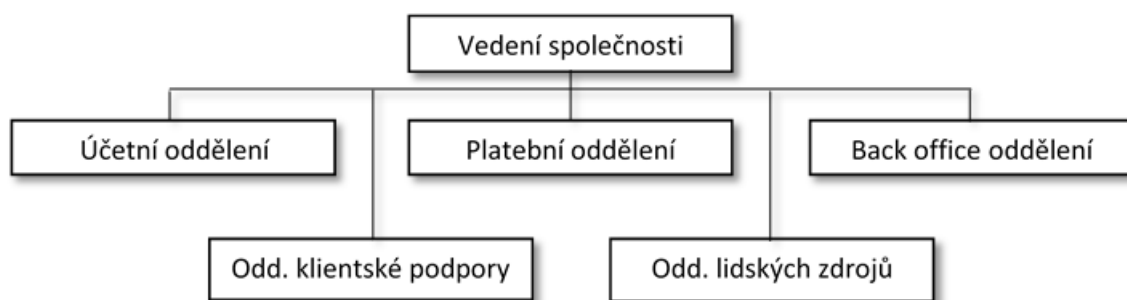 Vedení společnosti
Účetní oddělení
Platební oddělení
Back office oddělení
Odd. klientské podpory
Odd. lidských zdrojů